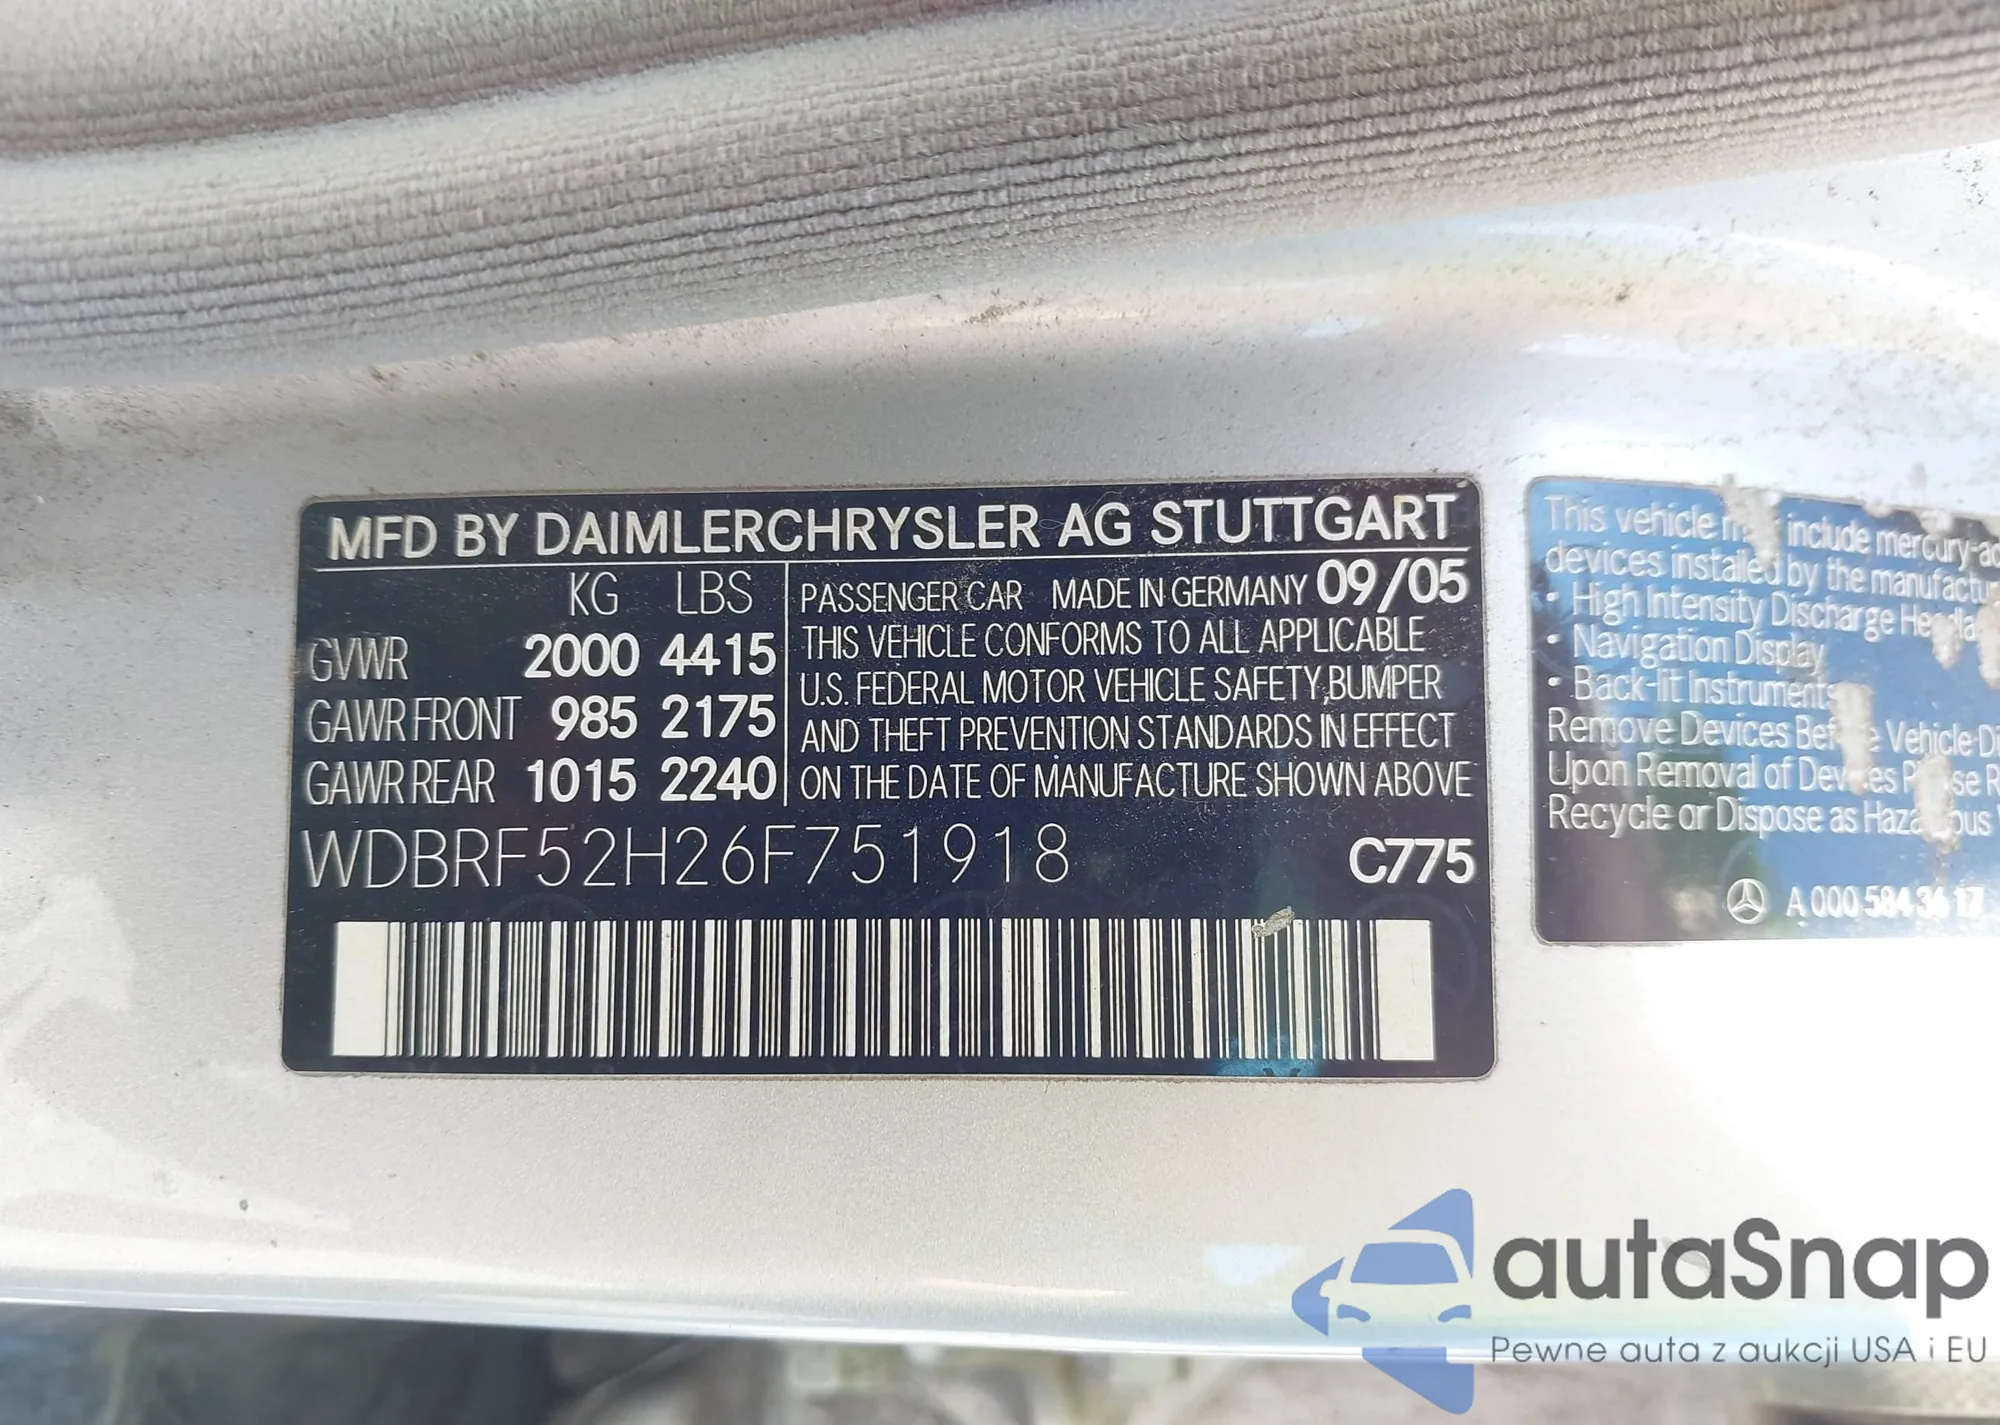 MFD BY DAIMLERCHRYSLER AG STUTTGART
KG LBS
GVWR 2000 4415
GAWR FRONT 985 2175
GAWR REAR 1015 2240
PASSENGER CAR MADE IN GERMANY 09/05
THIS VEHICLE CONFORMS TO ALL APPLICABLE
U.S. FEDERAL MOTOR VEHICLE SAFETY, BUMPER
AND THEFT PREVENTION STANDARDS IN EFFECT
ON THE DATE OF MANUFACTURE SHOWN ABOVE
WDBRF52H26F751918 C775
This vehicle include
devices installed by the
• High Intensity Discharge
• Navigation Display
• Back-lit Instruments
Remove Devices Vehicle
Upon Removal of
Recycle or Dispose as
A 000 584 36 17
autaSnap
Pewne auta z aukcji USA i EU